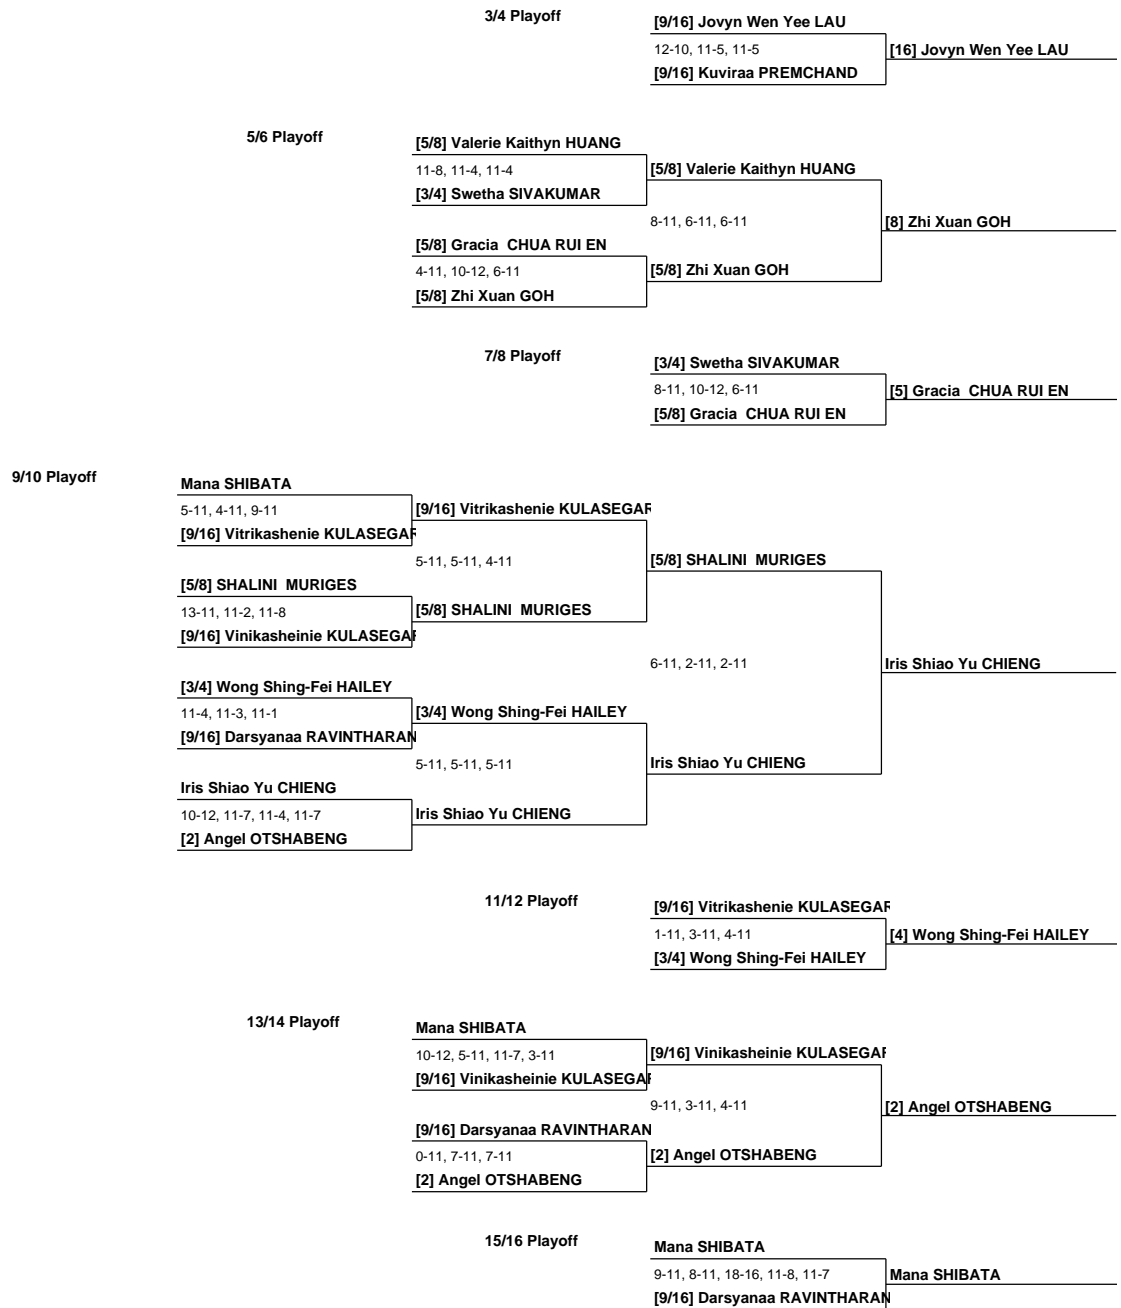 3/4 Playoff
[9/16] Jovyn Wen Yee LAU
12-10, 11-5, 11-5
[16] Jovyn Wen Yee LAU
[9/16] Kuviraa PREMCHAND
5/6 Playoff
[5/8] Valerie Kaithyn HUANG
11-8, 11-4, 11-4
[5/8] Valerie Kaithyn HUANG
[3/4] Swetha SIVAKUMAR
8-11, 6-11, 6-11
[8] Zhi Xuan GOH
[5/8] Gracia  CHUA RUI EN
4-11, 10-12, 6-11
[5/8] Zhi Xuan GOH
[5/8] Zhi Xuan GOH
7/8 Playoff
[3/4] Swetha SIVAKUMAR
8-11, 10-12, 6-11
[5] Gracia  CHUA RUI EN
[5/8] Gracia  CHUA RUI EN
9/10 Playoff
Mana SHIBATA
5-11, 4-11, 9-11
[9/16] Vitrikashenie KULASEGAR
[9/16] Vitrikashenie KULASEGAR
5-11, 5-11, 4-11
[5/8] SHALINI  MURIGES
[5/8] SHALINI  MURIGES
13-11, 11-2, 11-8
[5/8] SHALINI  MURIGES
[9/16] Vinikasheinie KULASEGAR
6-11, 2-11, 2-11
Iris Shiao Yu CHIENG
[3/4] Wong Shing-Fei HAILEY
11-4, 11-3, 11-1
[3/4] Wong Shing-Fei HAILEY
[9/16] Darsyanaa RAVINTHARAN
5-11, 5-11, 5-11
Iris Shiao Yu CHIENG
Iris Shiao Yu CHIENG
10-12, 11-7, 11-4, 11-7
Iris Shiao Yu CHIENG
[2] Angel OTSHABENG
11/12 Playoff
[9/16] Vitrikashenie KULASEGAR
1-11, 3-11, 4-11
[4] Wong Shing-Fei HAILEY
[3/4] Wong Shing-Fei HAILEY
13/14 Playoff
Mana SHIBATA
10-12, 5-11, 11-7, 3-11
[9/16] Vinikasheinie KULASEGAR
[9/16] Vinikasheinie KULASEGAR
9-11, 3-11, 4-11
[2] Angel OTSHABENG
[9/16] Darsyanaa RAVINTHARAN
0-11, 7-11, 7-11
[2] Angel OTSHABENG
[2] Angel OTSHABENG
15/16 Playoff
Mana SHIBATA
9-11, 8-11, 18-16, 11-8, 11-7
Mana SHIBATA
[9/16] Darsyanaa RAVINTHARAN